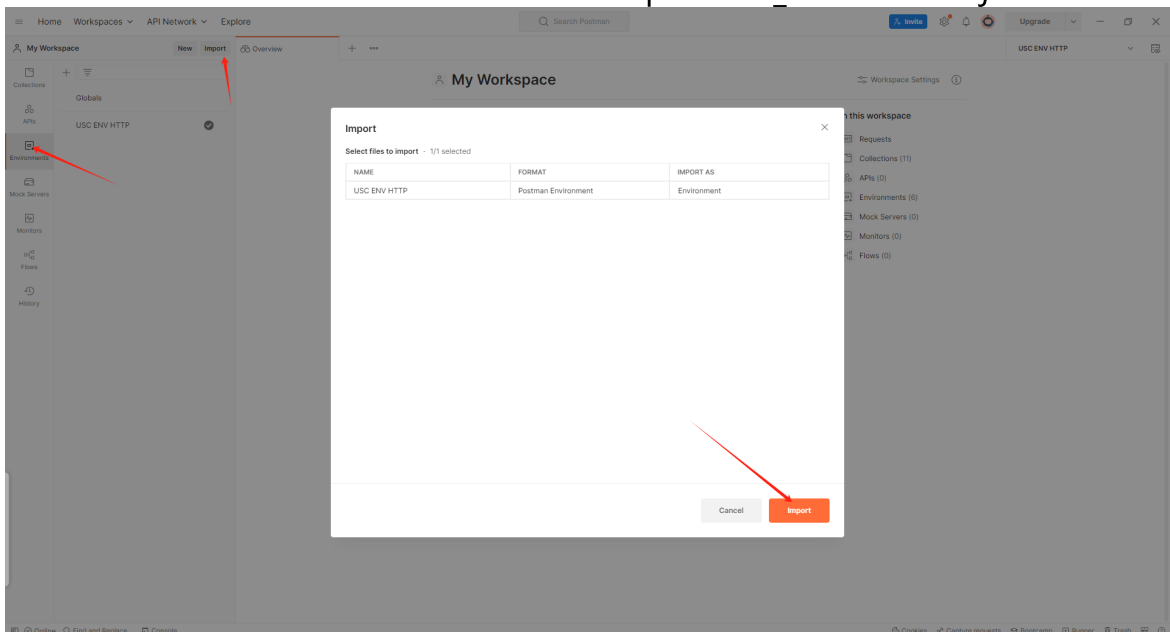 Home Workspaces API Network Explore Search Postman Invite Upgrade
My Workspace New Import Overview USC ENV HTTP
Collections
Globals
APIs
USC ENV HTTP
Environments
Mock Servers
Monitors
Flows
History
My Workspace Workspace Settings
this workspace
Requests
Collections (11)
APIs (0)
Environments (6)
Mock Servers (0)
Monitors (0)
Flows (0)
Import
Select files to import · 1/1 selected
NAME FORMAT IMPORT AS
USC ENV HTTP Postman Environment Environment
Cancel Import
Online Find and Replace Console Cookies Capture requests Bootcamp Runner Trash